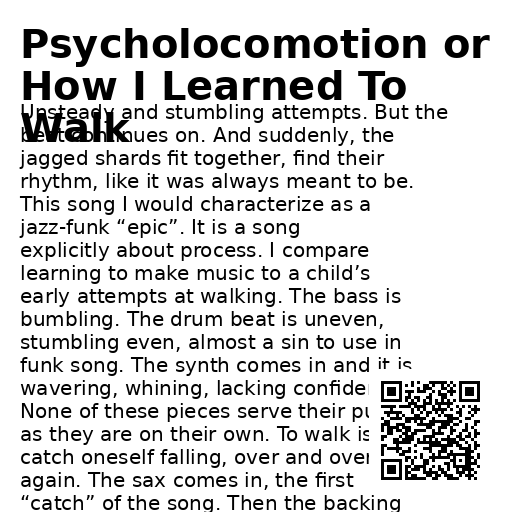 Psycholocomotion or
How I Learned To
Walk
Unsteady and stumbling attempts. But the
beat continues on. And suddenly, the
jagged shards fit together, find their
rhythm, like it was always meant to be.
This song I would characterize as a
jazz-funk “epic”. It is a song
explicitly about process. I compare
learning to make music to a child’s
early attempts at walking. The bass is
bumbling. The drum beat is uneven,
stumbling even, almost a sin to use in
funk song. The synth comes in and it is
wavering, whining, lacking
None of these pieces serve their
as they are on their own. To walk is
catch oneself falling, over and over
again. The sax comes in, the first
“catch” of the song. Then the backing